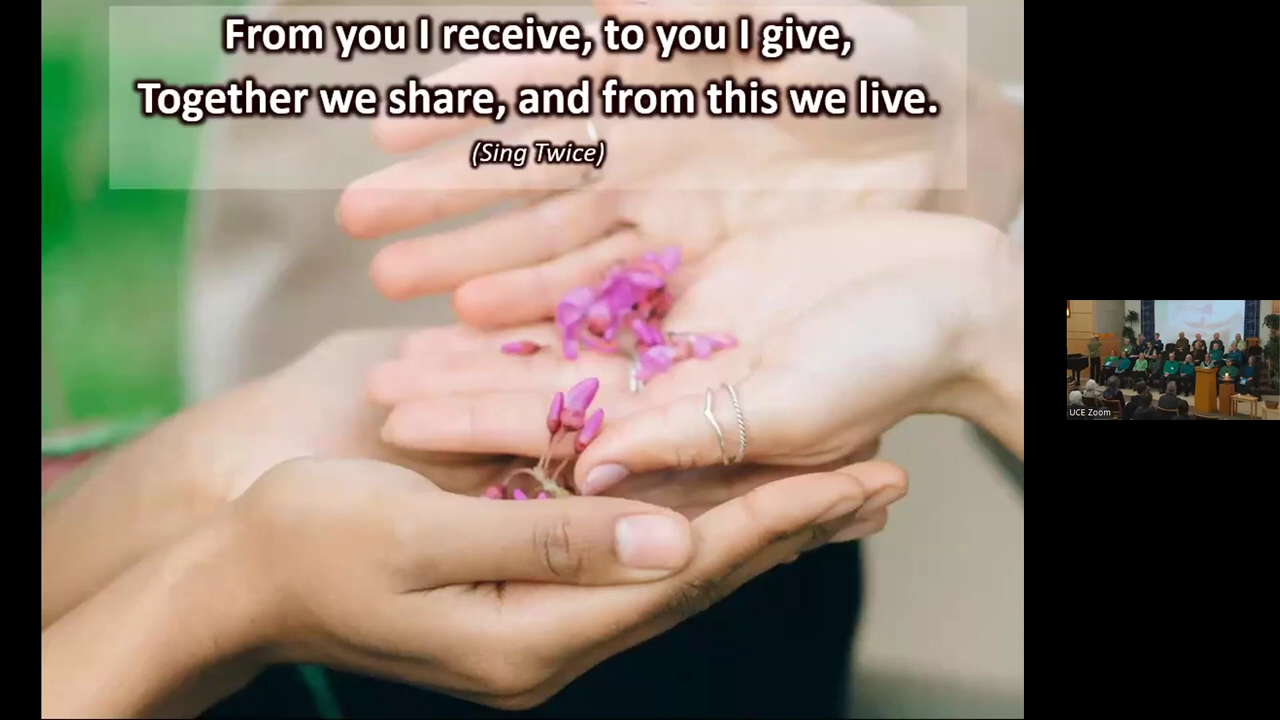 From you I receive, to you I give,
Together we share, and from this we live.
(Sing Twice)
UCE Zoom